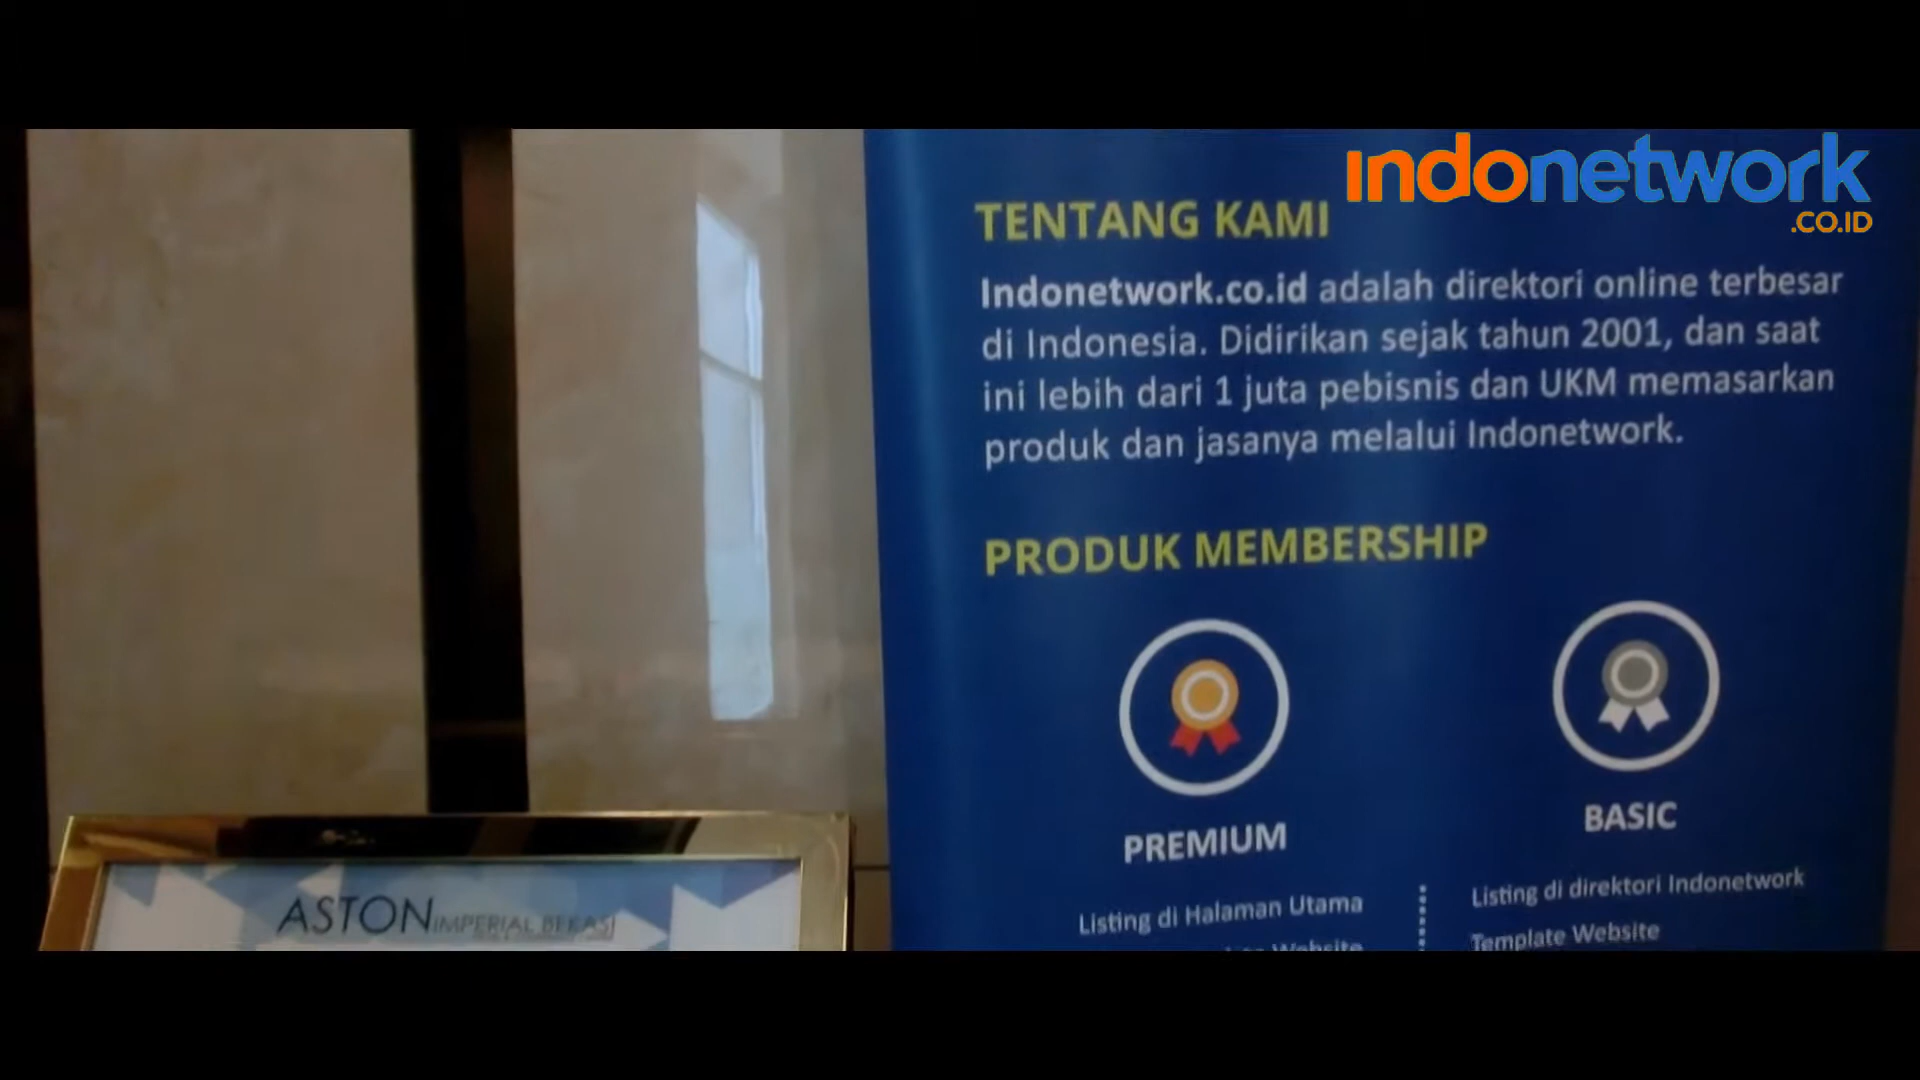 indonetwork
.CO.ID
TENTANG KAMI
Indonetwork.co.id adalah direktori online terbesar
di Indonesia. Didirikan sejak tahun 2001, dan saat
ini lebih dari 1 juta pebisnis dan UKM memasarkan
produk dan jasanya melalui Indonetwork.
PRODUK MEMBERSHIP
PREMIUM
BASIC
Listing di Halaman Utama
Website
Listing di direktori Indonetwork
Template Website
ASTON IMPERIAL BEKASI